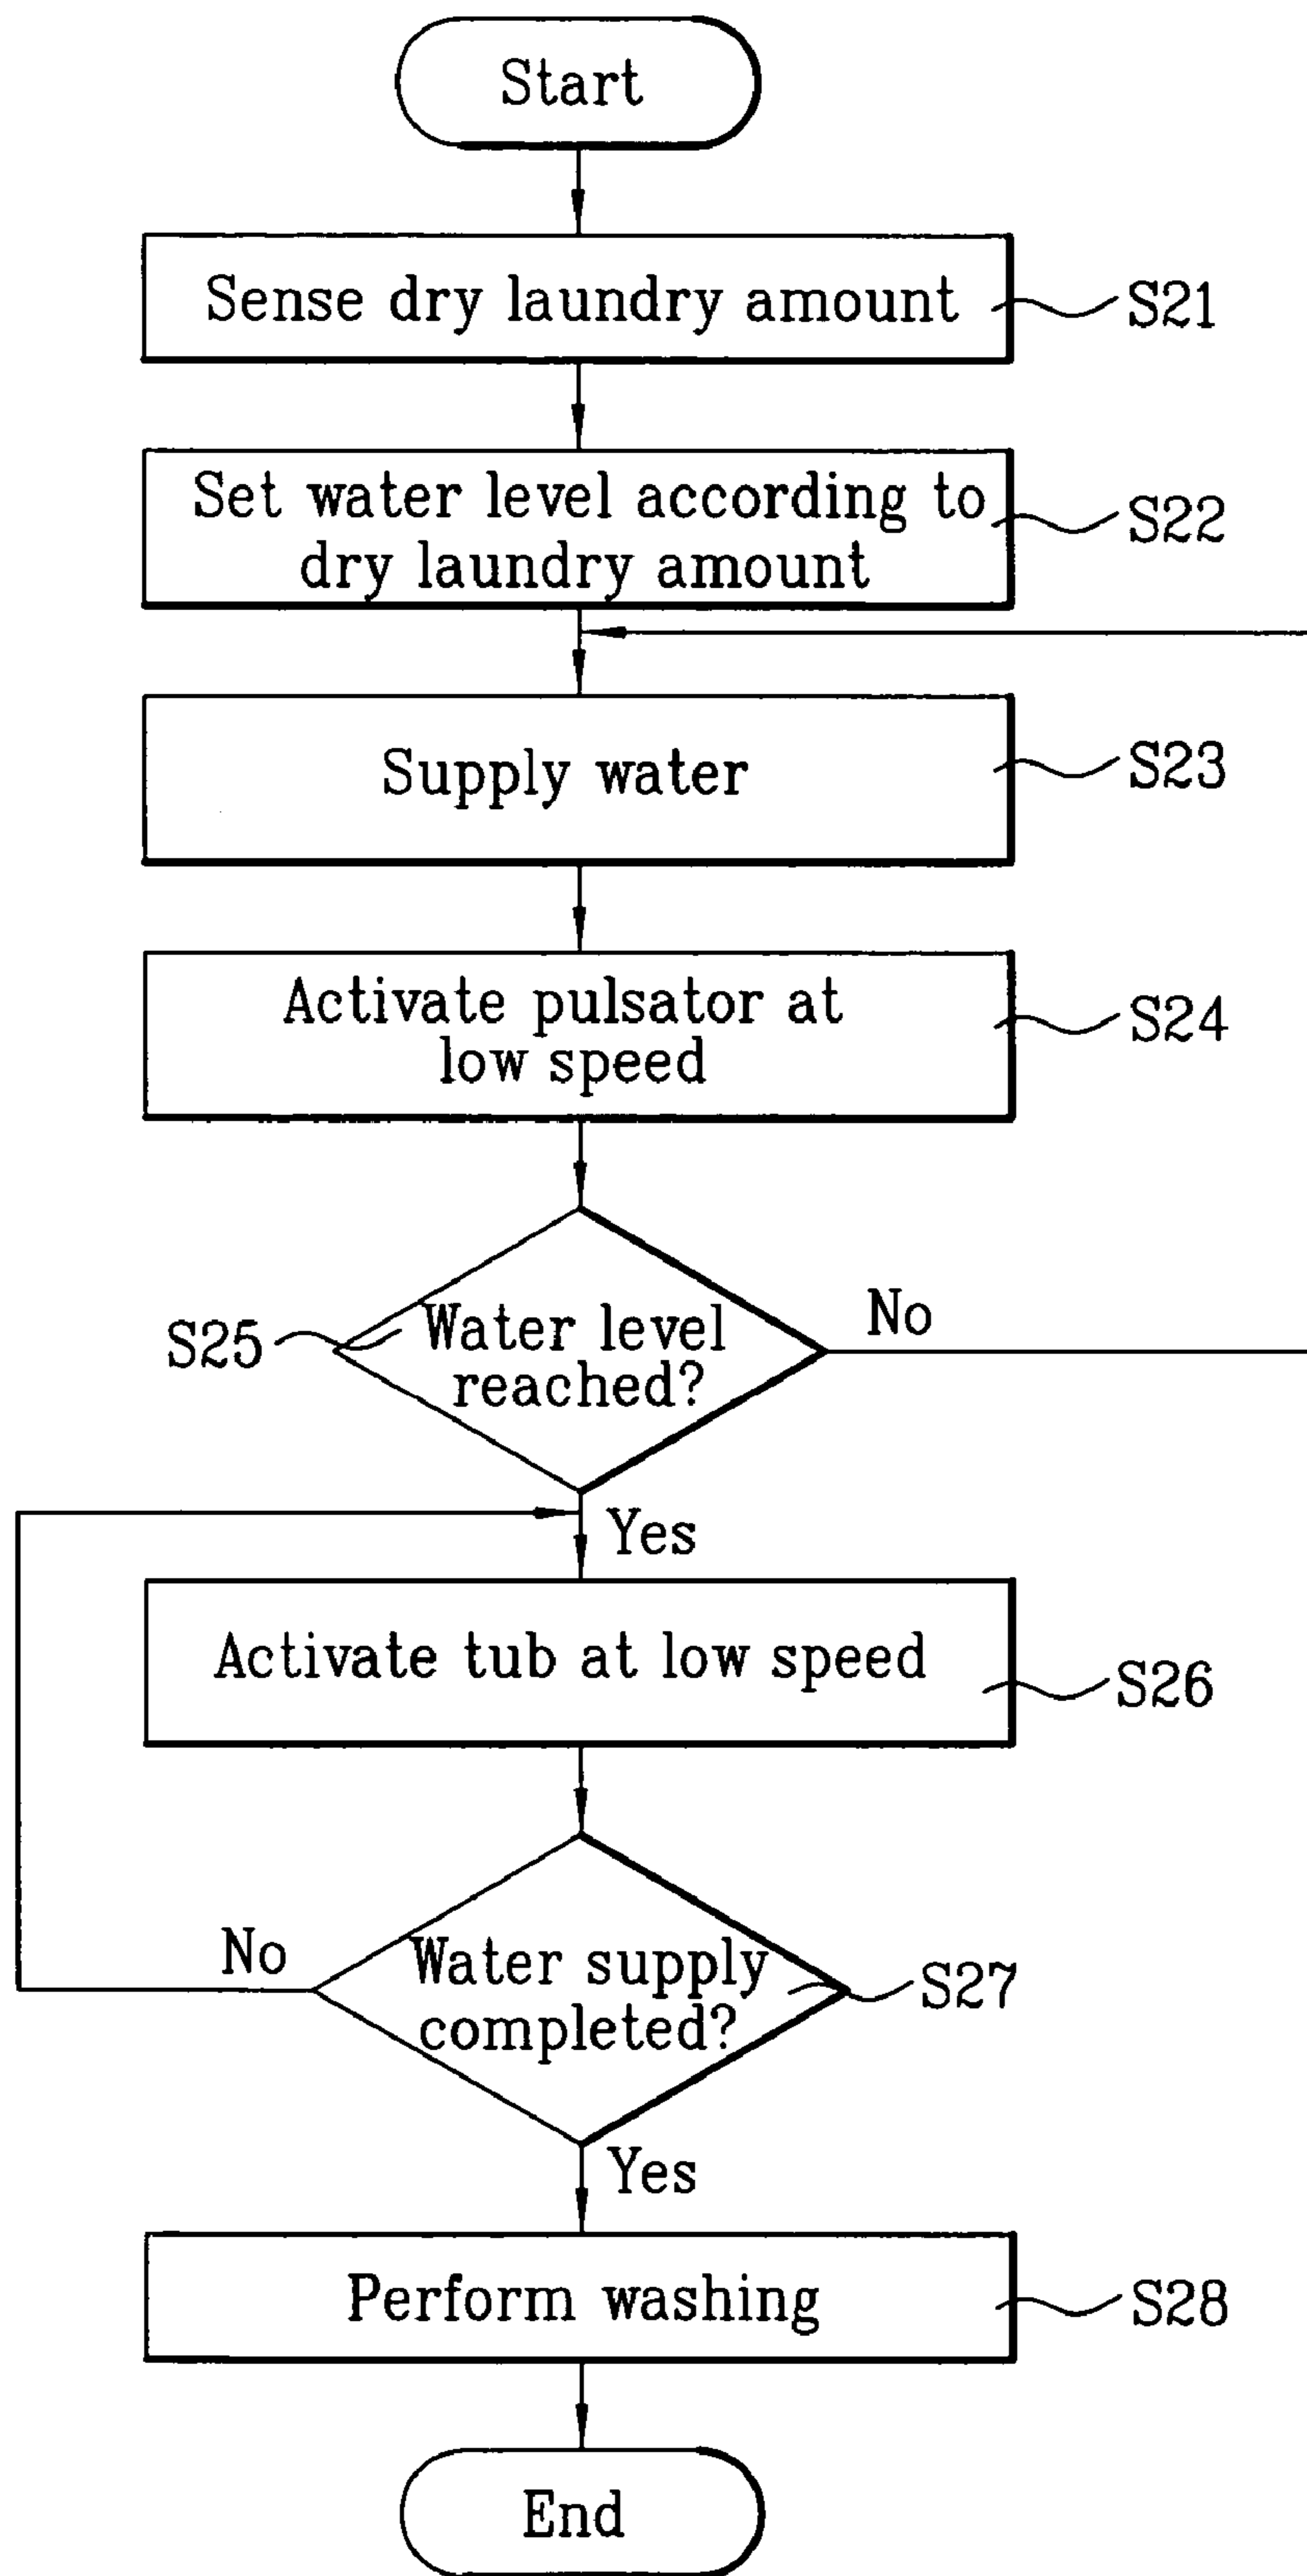 Start
Sense dry laundry amount
S21
Set water level according to
dry laundry amount
S22
Supply water
S23
Activate pulsator at
low speed
S24
S25
Water level
reached?
No
Yes
Activate tub at low speed
S26
No
Water supply
completed?
S27
Yes
Perform washing
S28
End